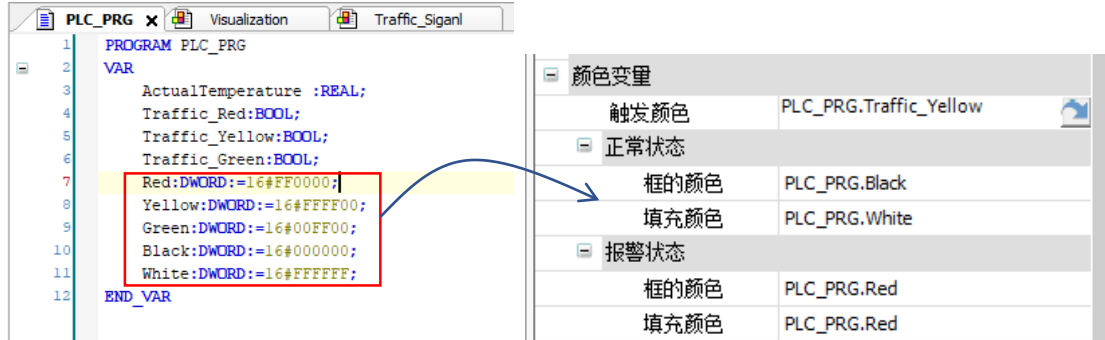 PLC_PRG Visualization Traffic_Siganl
1 PROGRAM PLC_PRG
2 VAR
3 ActualTemperature :REAL;
4 Traffic_Red:BOOL;
5 Traffic_Yellow:BOOL;
6 Traffic_Green:BOOL;
7 Red:DWORD:=16#FF0000;
8 Yellow:DWORD:=16#FFFF00;
9 Green:DWORD:=16#00FF00;
10 Black:DWORD:=16#000000;
11 White:DWORD:=16#FFFFFF;
12 END_VAR
颜色变量
触发颜色 PLC_PRG.Traffic_Yellow
正常状态
框的颜色 PLC_PRG.Black
填充颜色 PLC_PRG.White
报警状态
框的颜色 PLC_PRG.Red
填充颜色 PLC_PRG.Red